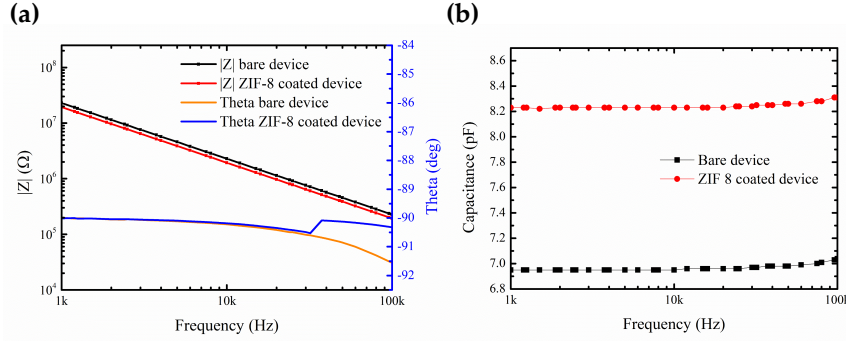 (a)
|Z| bare device
|Z| ZIF-8 coated device
Theta bare device
Theta ZIF-8 coated device
10^8
10^7
10^6
10^5
10^4
|Z| (Ω)
-84
-85
-86
-87
-88
-89
-90
-91
-92
Theta (deg)
1k
10k
100k
Frequency (Hz)
(b)
8.6
8.4
8.2
8.0
7.8
7.6
7.4
7.2
7.0
6.8
Capacitance (pF)
Bare device
ZIF 8 coated device
1k
10k
100k
Frequency (Hz)